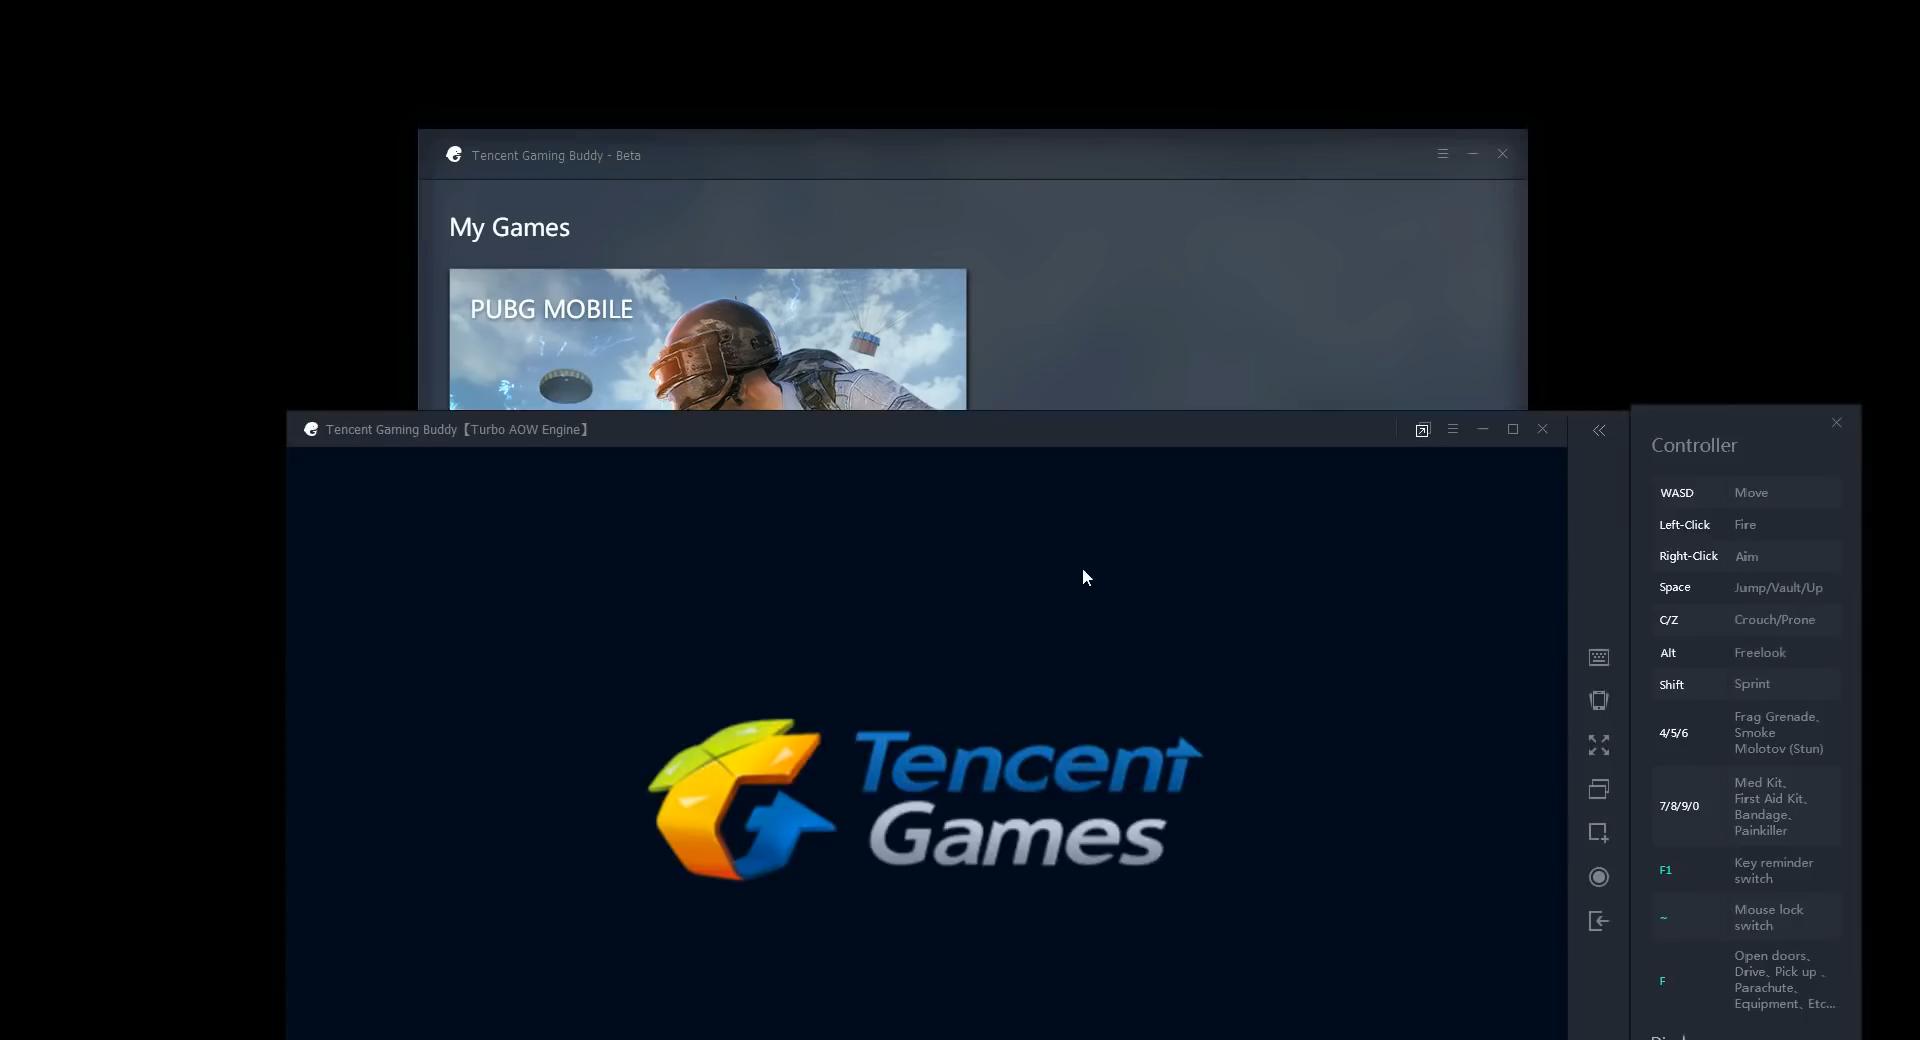 Tencent Gaming Buddy - Beta
My Games
PUBG MOBILE
Tencent Gaming Buddy【Turbo AOW Engine】
Tencent
Games
Controller
WASD Move
Left-Click Fire
Right-Click Aim
Space Jump/Vault/Up
C/Z Crouch/Prone
Alt Freelook
Shift Sprint
4/5/6 Frag Grenade、
Smoke
Molotov (Stun)
7/8/9/0 Med Kit、
First Aid Kit、
Bandage、
Painkiller
F1 Key reminder
switch
~ Mouse lock
switch
F Open doors、
Drive、Pick up 、
Parachute、
Equipment、Etc...